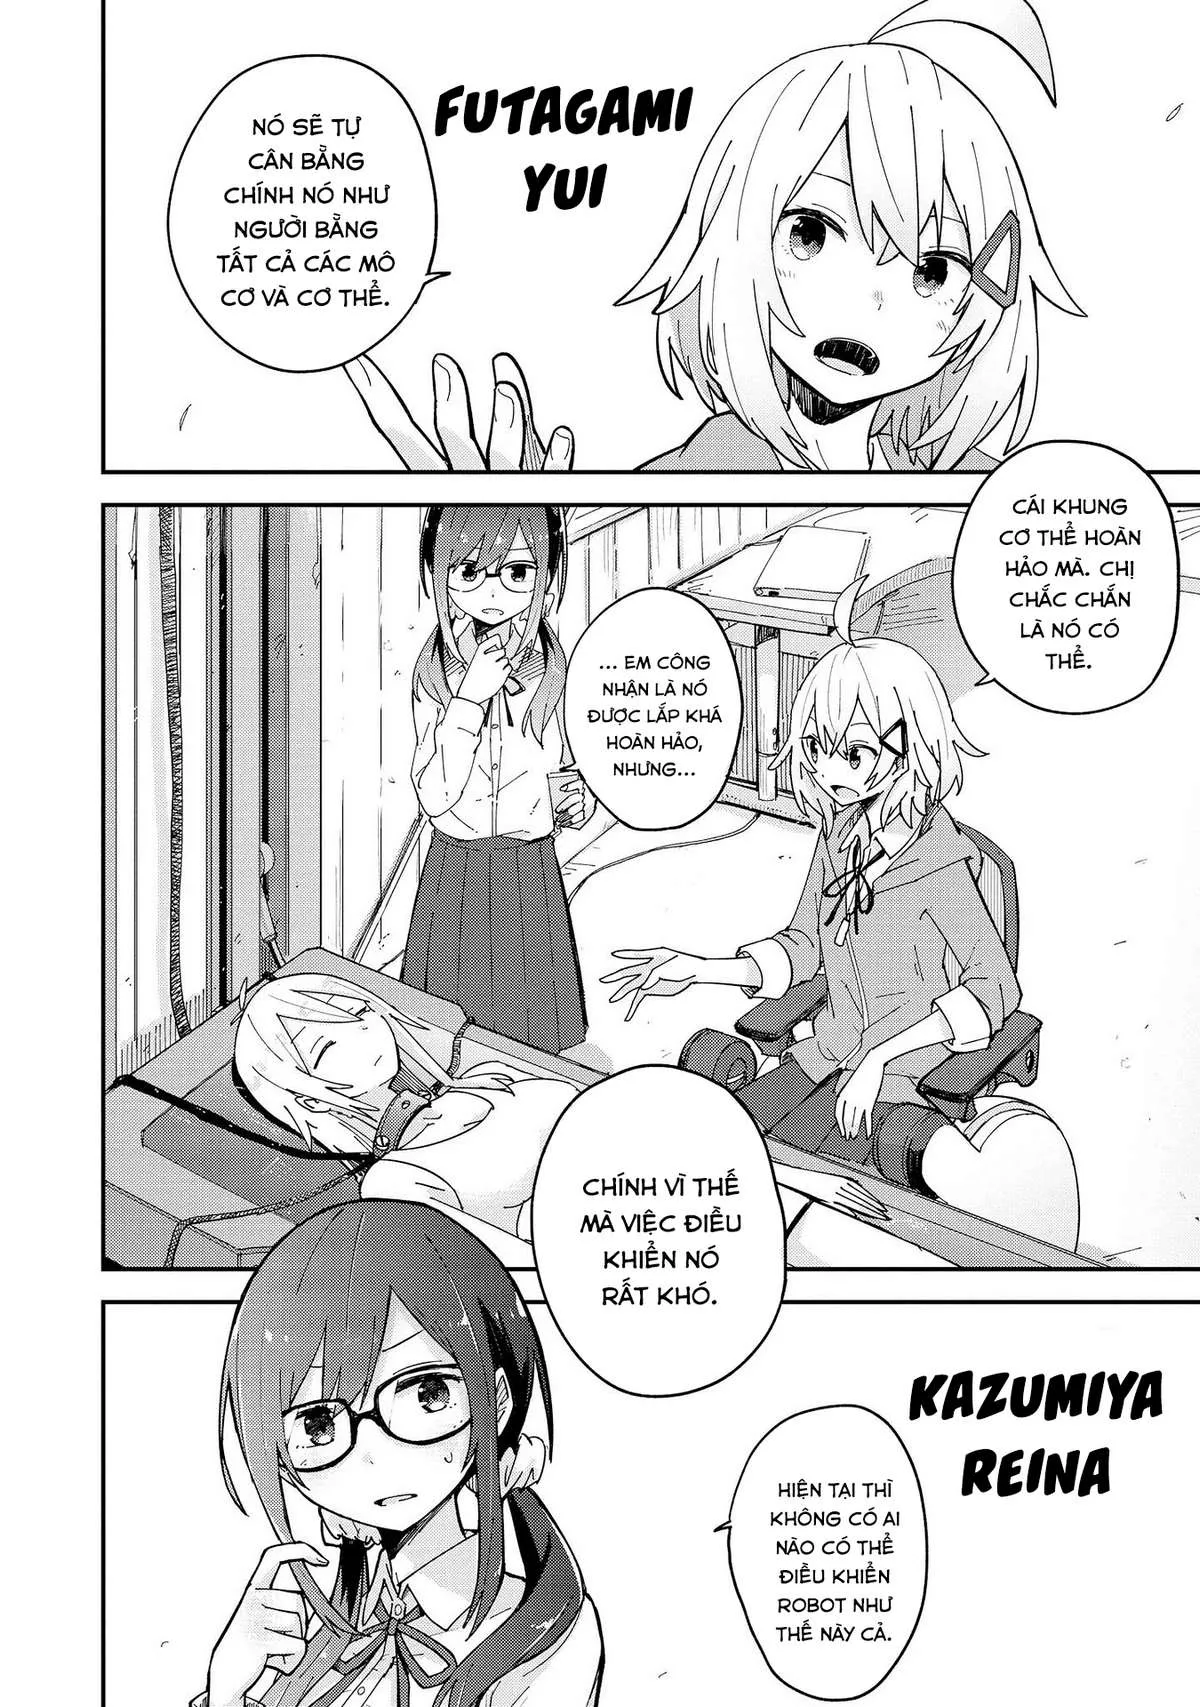 FUTAGAMI
YUI
NÓ SẼ TỰ
CÂN BẰNG
CHÍNH NÓ NHƯ
NGƯỜI BẰNG
TẤT CẢ CÁC MÔ
CƠ VÀ CƠ THỂ.
CÁI KHUNG
CƠ THỂ HOÀN
HẢO MÀ. CHỊ
CHẮC CHẮN
LÀ NÓ CÓ
THỂ.
... EM CÔNG
NHẬN LÀ NÓ
ĐƯỢC LẮP KHÁ
HOÀN HẢO,
NHƯNG...
CHÍNH VÌ THẾ
MÀ VIỆC ĐIỀU
KHIỂN NÓ
RẤT KHÓ.
KAZUMIYA
REINA
HIỆN TẠI THÌ
KHÔNG CÓ AI
NÀO CÓ THỂ
ĐIỀU KHIỂN
ROBOT NHƯ
THẾ NÀY CẢ.